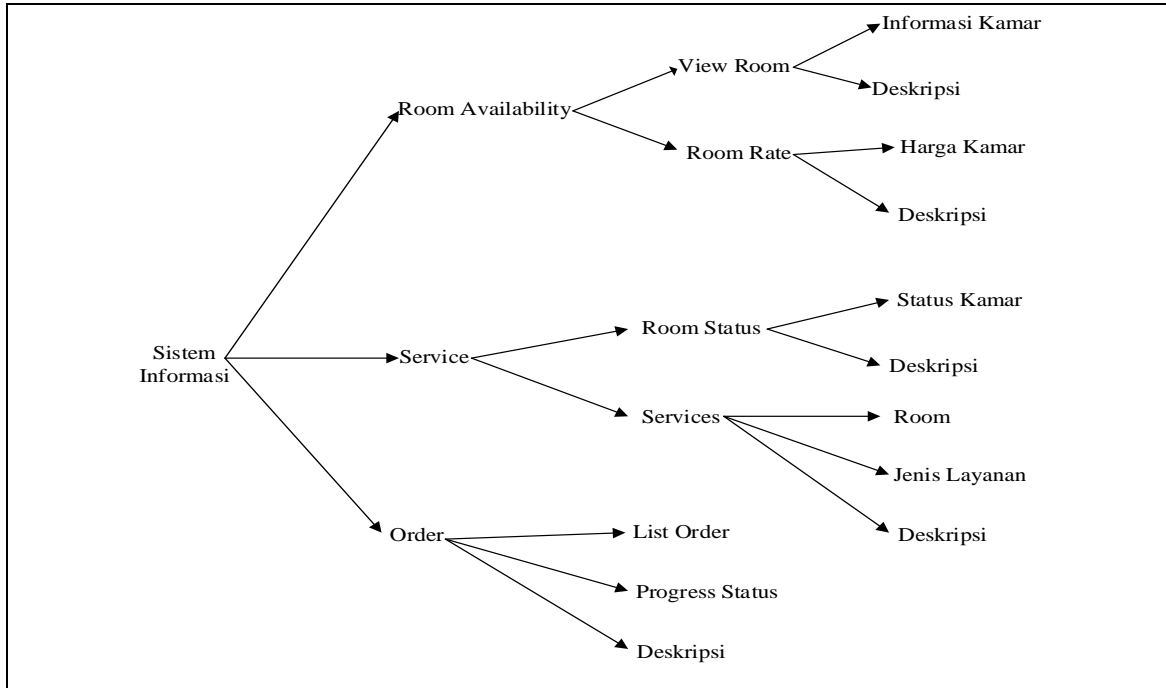 Informasi Kamar
View Room
Deskripsi
Room Availability
Harga Kamar
Room Rate
Deskripsi
Status Kamar
Room Status
Sistem
Informasi
Service
Deskripsi
Services
Room
Jenis Layanan
Order
List Order
Deskripsi
Progress Status
Deskripsi